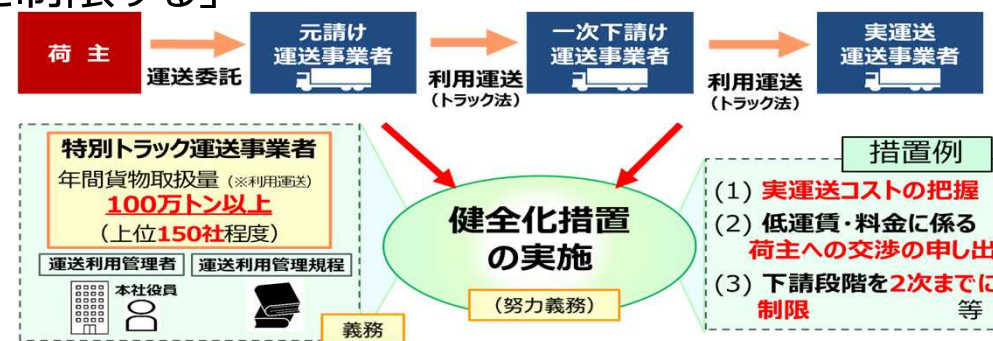 を制限する」
荷 主
運送委託
元請け
運送事業者
利用運送
(トラック法)
一次下請け
運送事業者
利用運送
(トラック法)
実運送
運送事業者
特別トラック運送事業者
年間貨物取扱量 (※利用運送)
100万トン以上
(上位150社程度)
運送利用管理者
運送利用管理規程
本社役員
義務
健全化措置
の実施
(努力義務)
措置例
(1) 実運送コストの把握
(2) 低運賃・料金に係る
荷主への交渉の申し出
(3) 下請段階を2次までに
制限 等